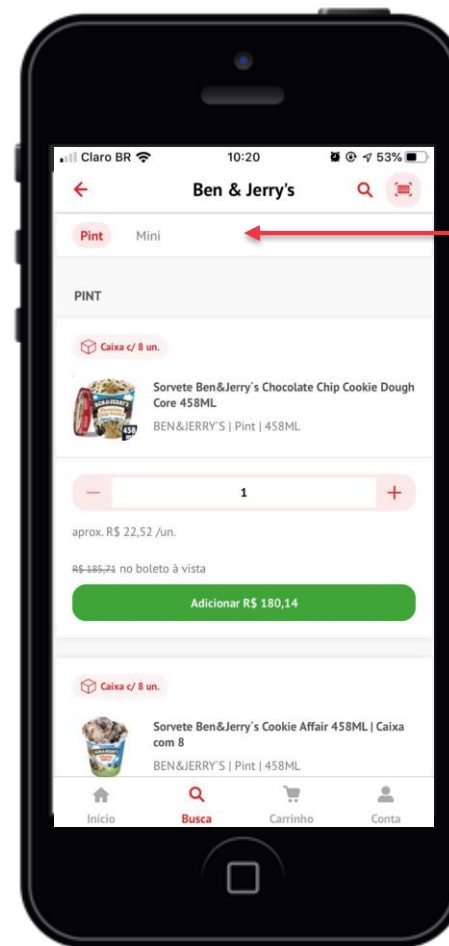 Claro BR 10:20 53%
Ben & Jerry's
Pint Mini
PINT
Caixa c/ 8 un.
Sorvete Ben&Jerry´s Chocolate Chip Cookie Dough
Core 458ML
BEN&JERRY'S | Pint | 458ML
458
1
aprox. R$ 22,52 /un.
R$ 185,71 no boleto à vista
Adicionar R$ 180,14
Caixa c/ 8 un.
Sorvete Ben&Jerry´s Cookie Affair 458ML | Caixa
com 8
BEN&JERRY'S | Pint | 458ML
Início Busca Carrinho Conta